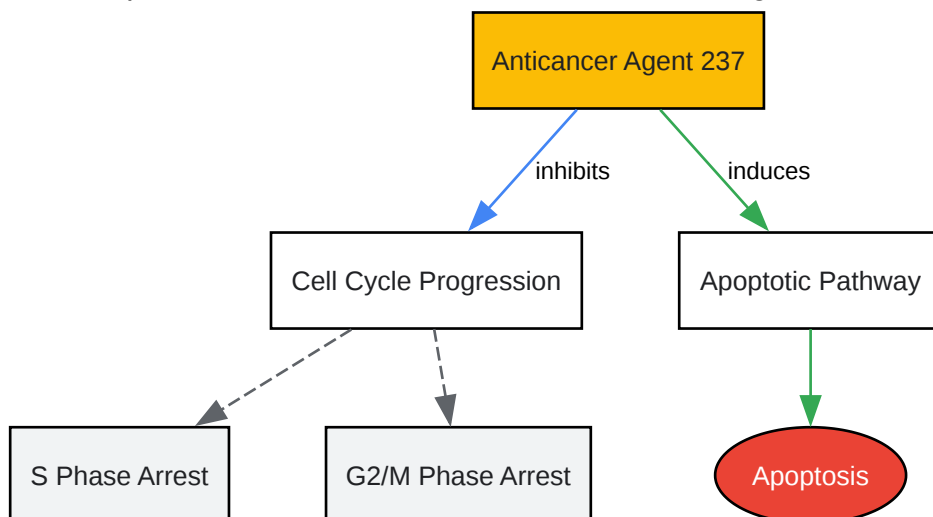 Anticancer Agent 237
inhibits
induces
Cell Cycle Progression
Apoptotic Pathway
S Phase Arrest
G2/M Phase Arrest
Apoptosis